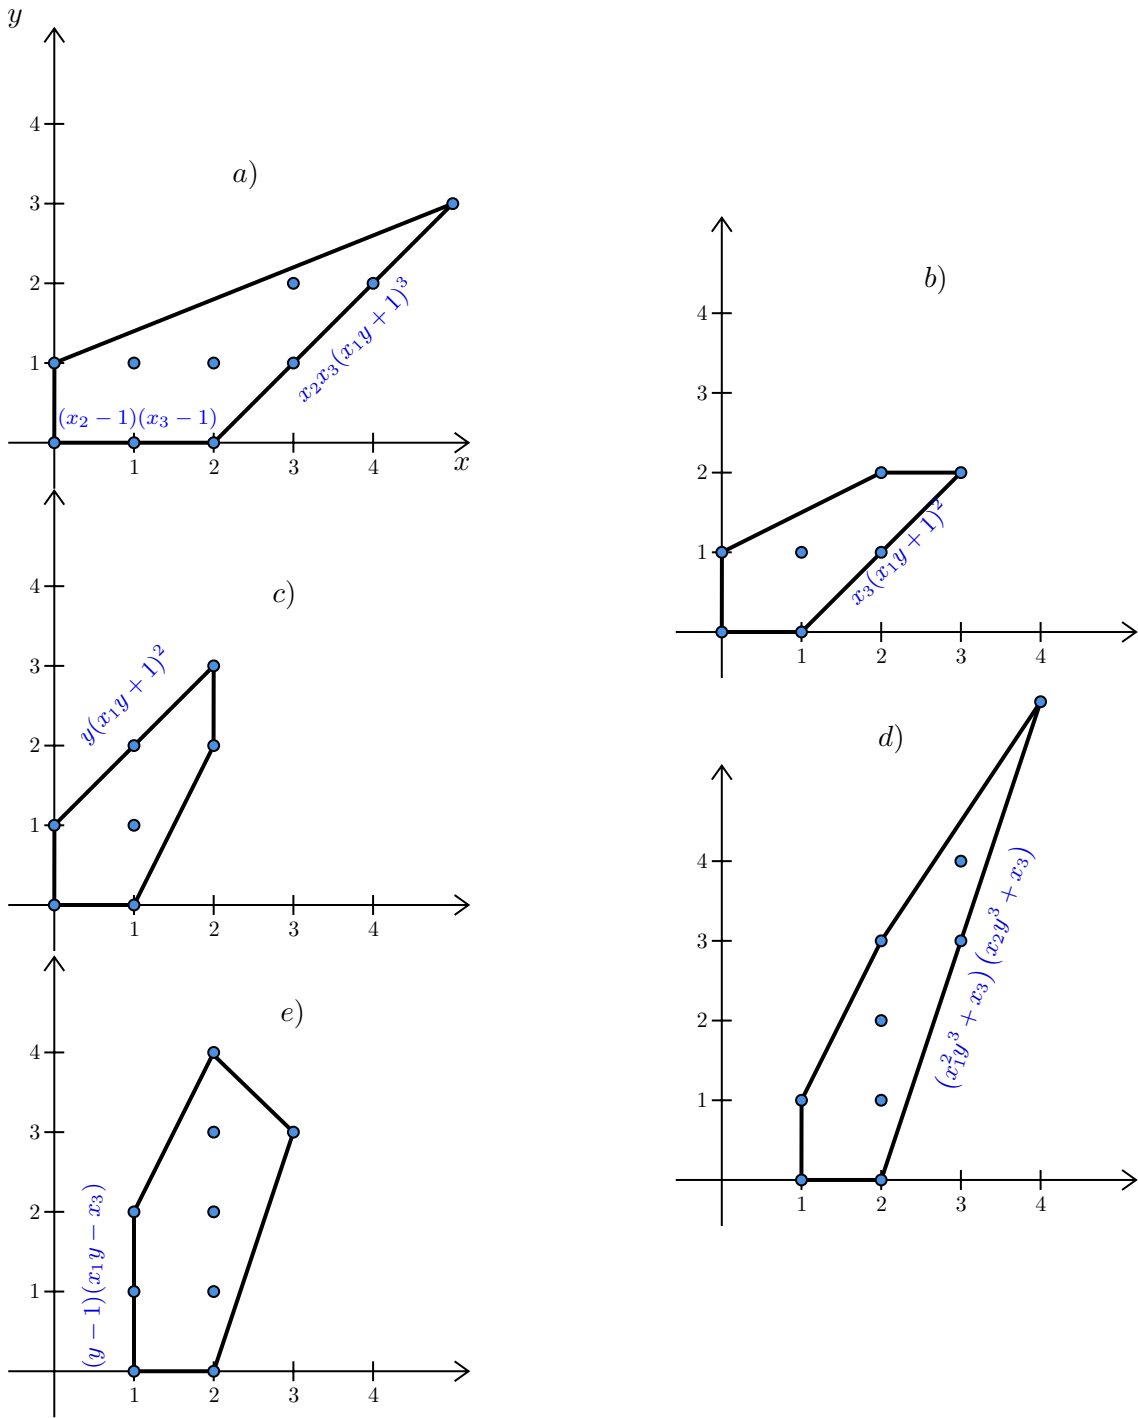 y
4
a)
3
2
1
(x₂ − 1)(x₃ − 1)
x₂x₃(x₁y + 1)³
1 2 3 4 x
b)
4
3
2
1
x₃(x₁y + 1)²
1 2 3 4
c)
4
3
2
1
y(x₁y + 1)²
1 2 3 4
d)
4
3
2
1
(x₁²y³ + x₃)(x₂y³ + x₃)
1 2 3 4
e)
4
3
2
1
(y − 1)(x₁y − x₃)
1 2 3 4